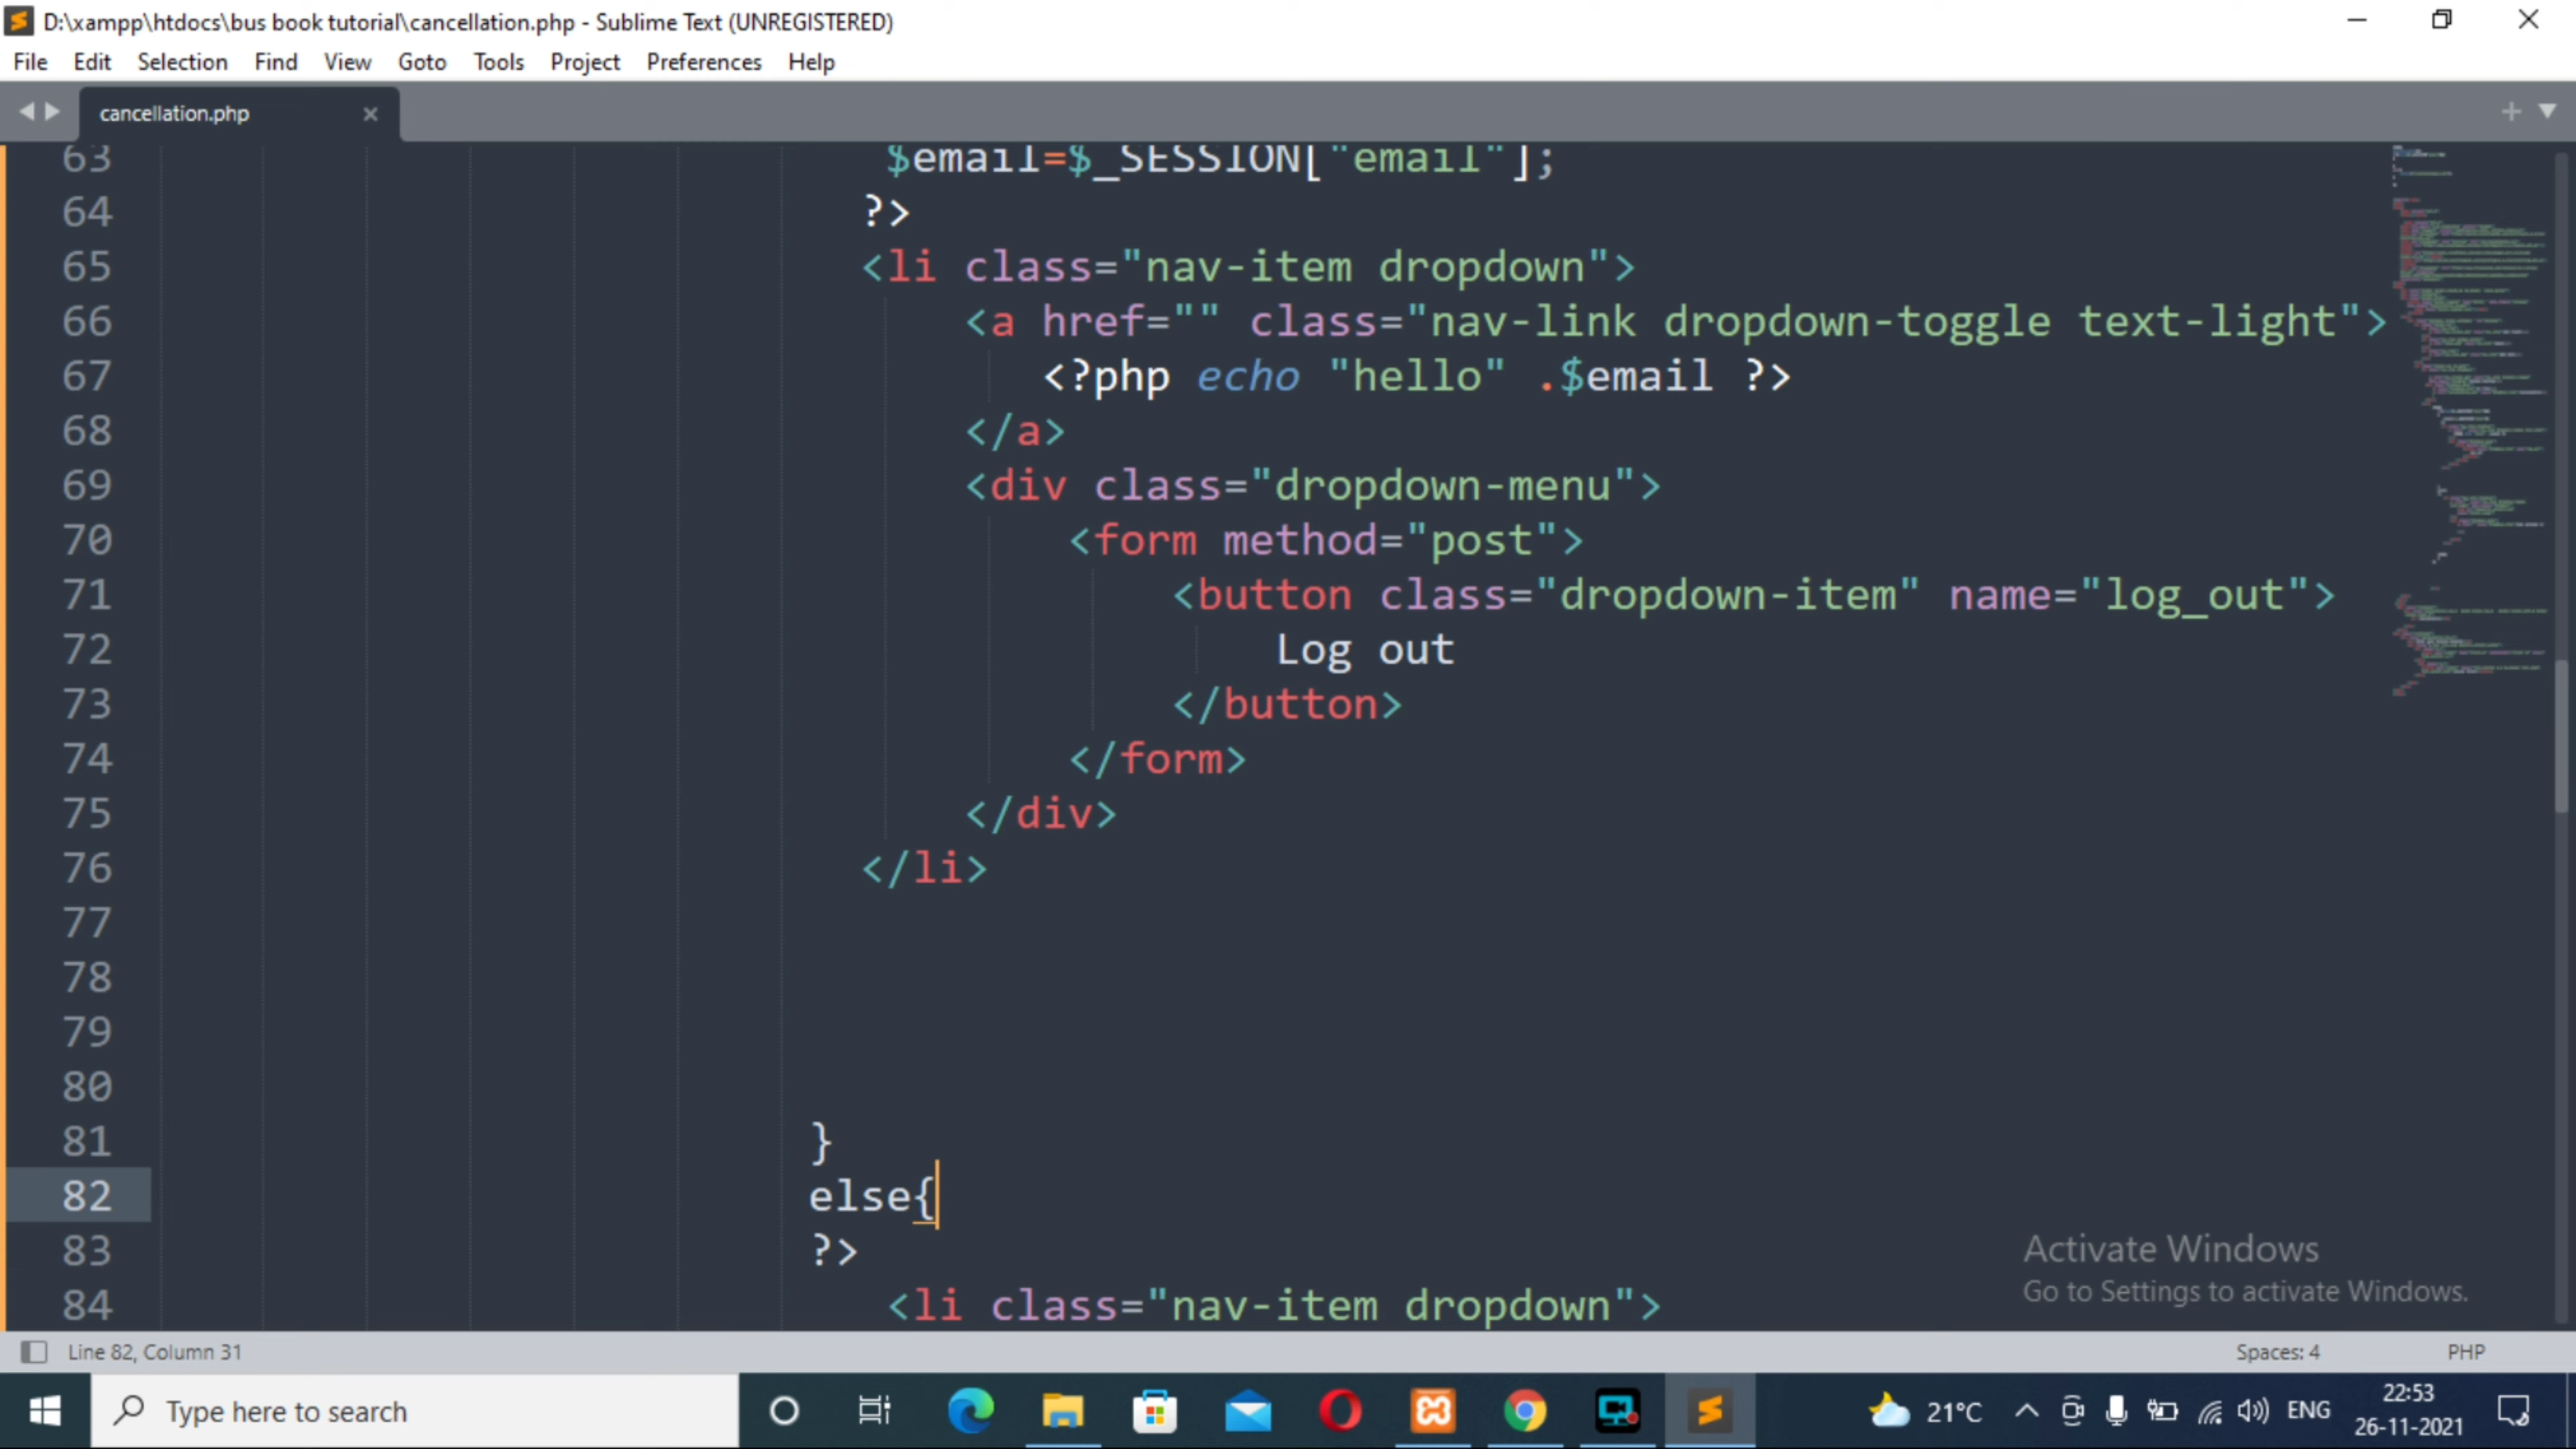 D:\xampp\htdocs\bus book tutorial\cancellation.php - Sublime Text (UNREGISTERED)
File Edit Selection Find View Goto Tools Project Preferences Help
cancellation.php
63 $email=$_SESSION["email"];
64 ?>
65 <li class="nav-item dropdown">
66 <a href="" class="nav-link dropdown-toggle text-light">
67 <?php echo "hello" .$email ?>
68 </a>
69 <div class="dropdown-menu">
70 <form method="post">
71 <button class="dropdown-item" name="log_out">
72 Log out
73 </button>
74 </form>
75 </div>
76 </li>
77
78
79
80
81 }
82 else{
83 ?>
84 <li class="nav-item dropdown">
Activate Windows
Go to Settings to activate Windows.
Line 82, Column 31 Spaces: 4 PHP
Type here to search 21°C ENG 22:53
26-11-2021